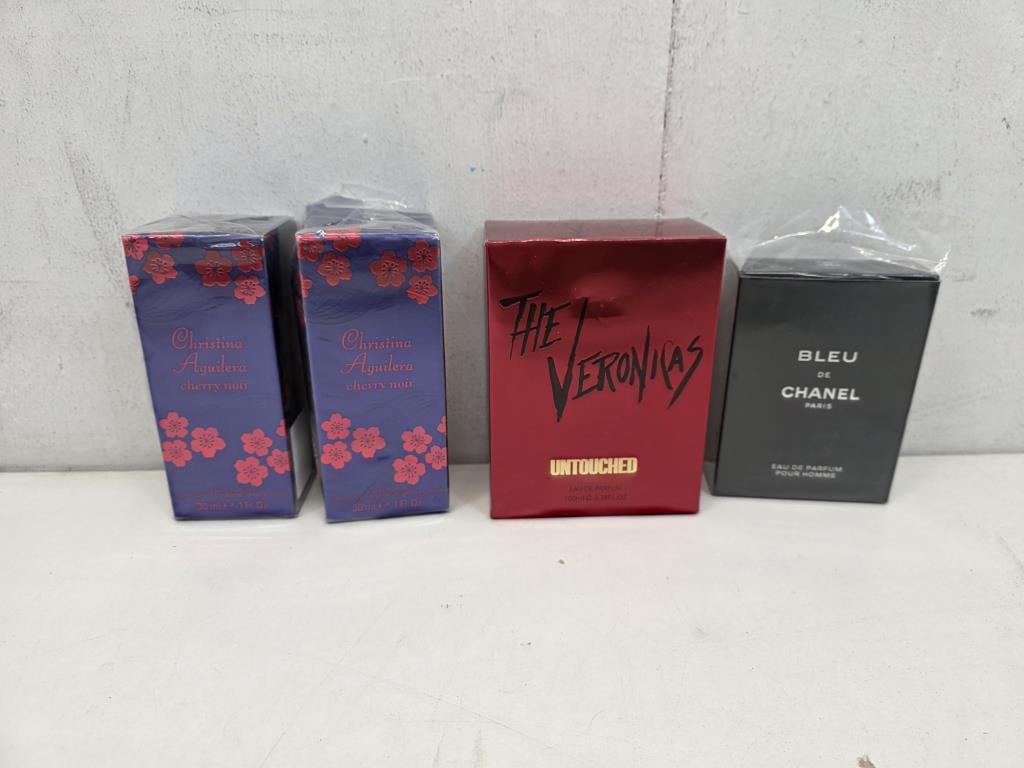 Christina
Aguilera
cherry noir
30 ml e * 1 Fl Oz
Christina
Aguilera
cherry noir
30 ml e * 1 Fl Oz
THE
VERONICAS
UNTOUCHED
EAU DE PARFUM
100ml
BLEU
DE
CHANEL
PARIS
EAU DE PARFUM
POUR HOMME